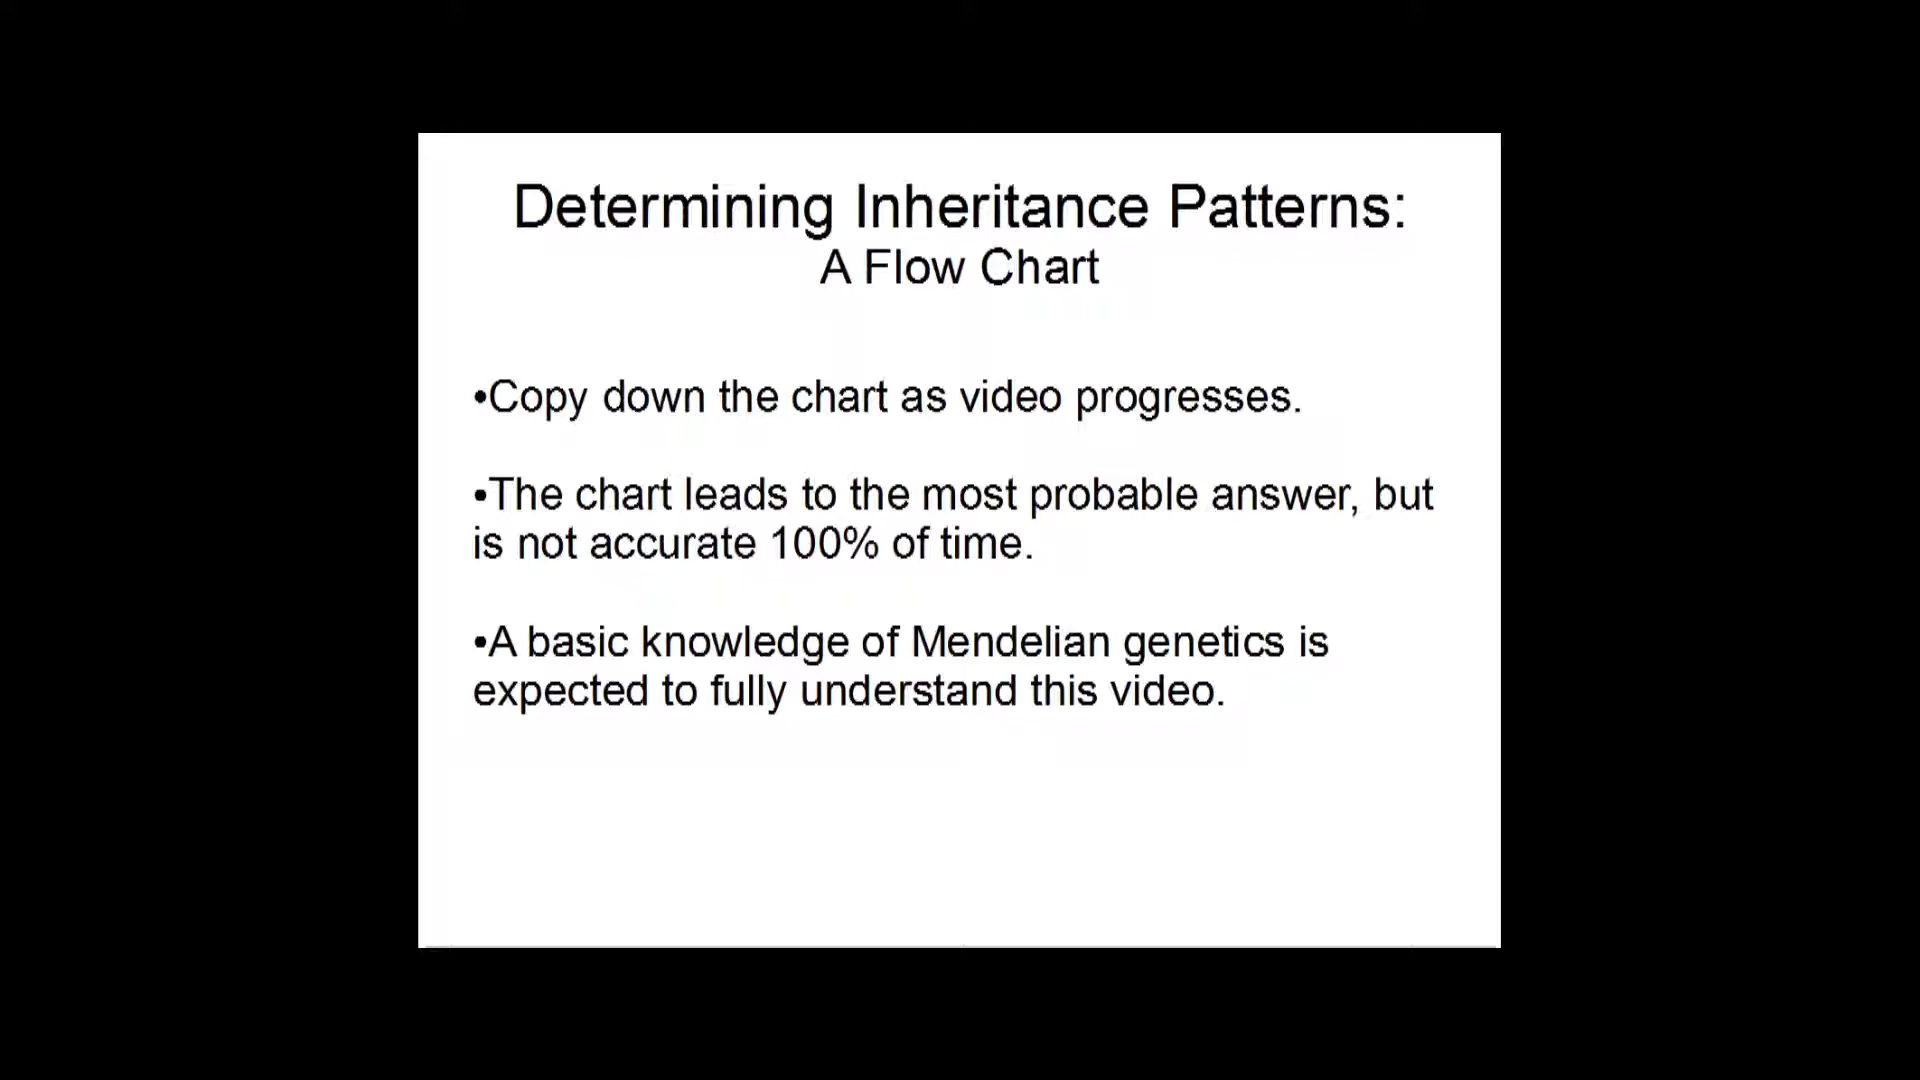 Determining Inheritance Patterns:
A Flow Chart
•Copy down the chart as video progresses.
•The chart leads to the most probable answer, but
is not accurate 100% of time.
•A basic knowledge of Mendelian genetics is
expected to fully understand this video.